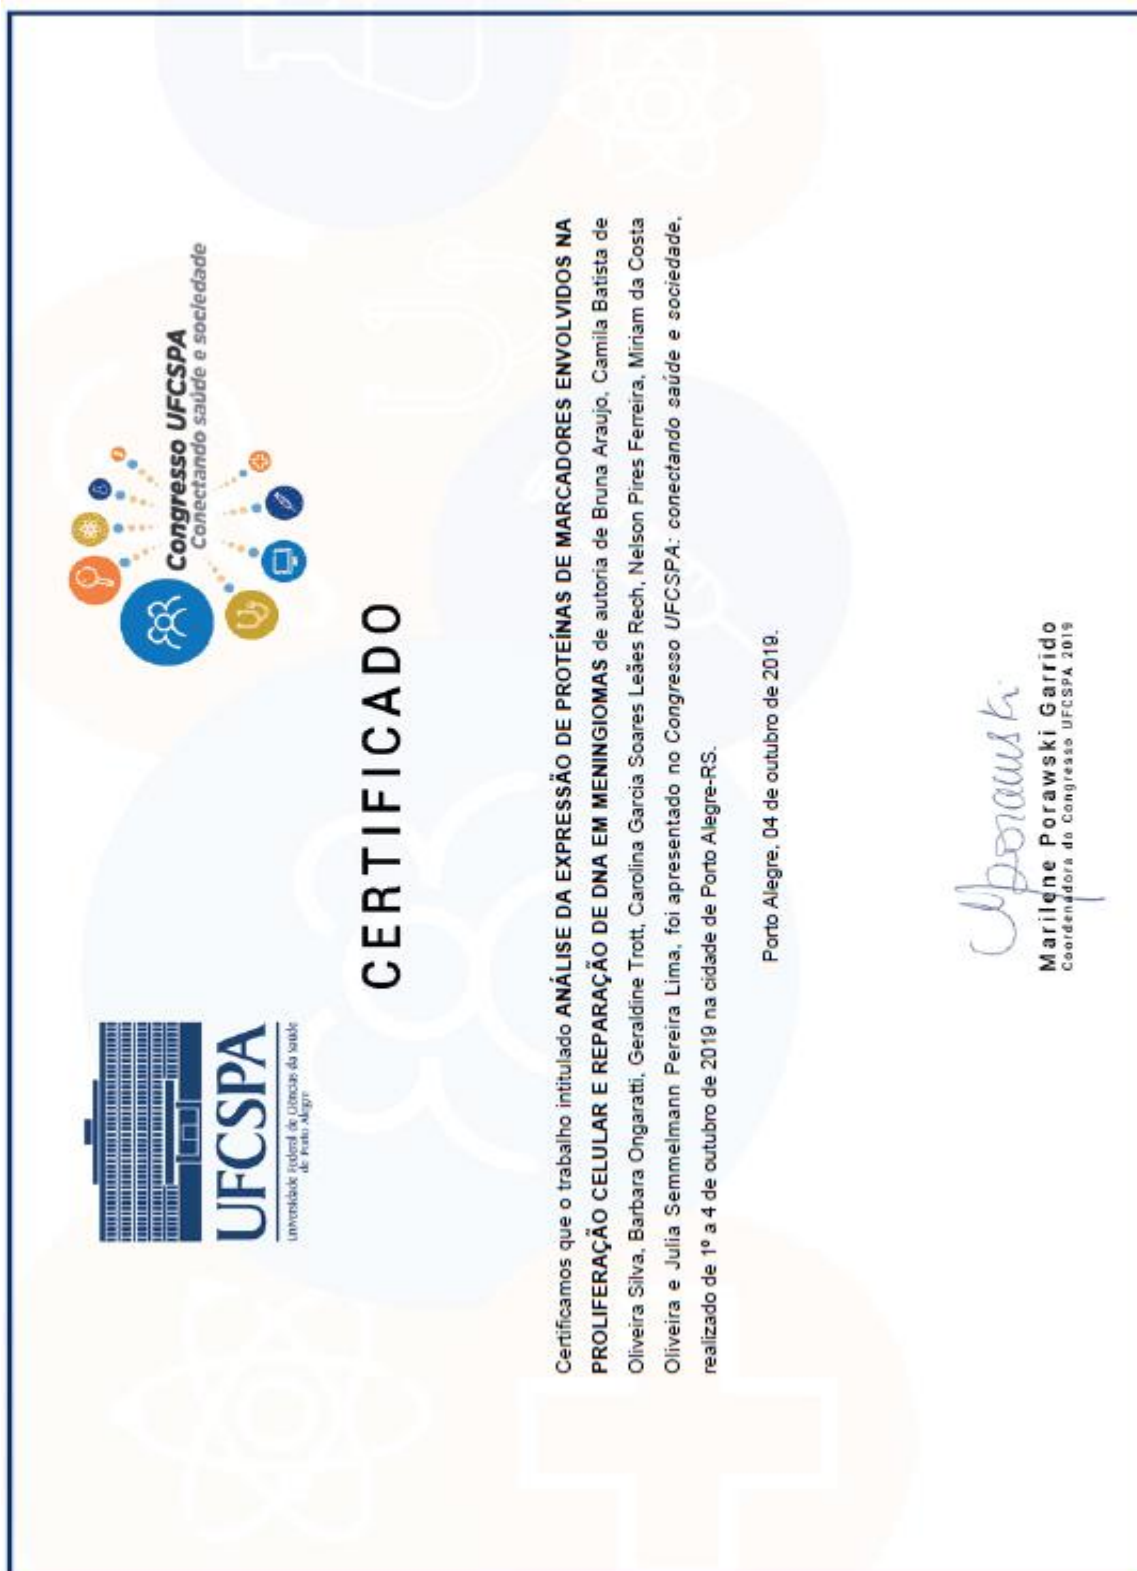 UFCSPA
Universidade Federal de Ciências da Saúde
de Porto Alegre
Congresso UFCSPA
Conectando saúde e sociedade
CERTIFICADO
Certificamos que o trabalho intitulado ANÁLISE DA EXPRESSÃO DE PROTEÍNAS DE MARCADORES ENVOLVIDOS NA
PROLIFERAÇÃO CELULAR E REPARAÇÃO DE DNA EM MENINGIOMAS de autoria de Bruna Araujo, Camila Batista de
Oliveira Silva, Barbara Ongaratti, Geraldine Trott, Carolina Garcia Soares Leães Rech, Nelson Pires Ferreira, Miriam da Costa
Oliveira e Julia Semmelmann Pereira Lima, foi apresentado no Congresso UFCSPA: conectando saúde e sociedade,
realizado de 1º a 4 de outubro de 2019 na cidade de Porto Alegre-RS.
Porto Alegre, 04 de outubro de 2019.
MPorawski
Marilene Porawski Garrido
Coordenadora do Congresso UFCSPA 2019